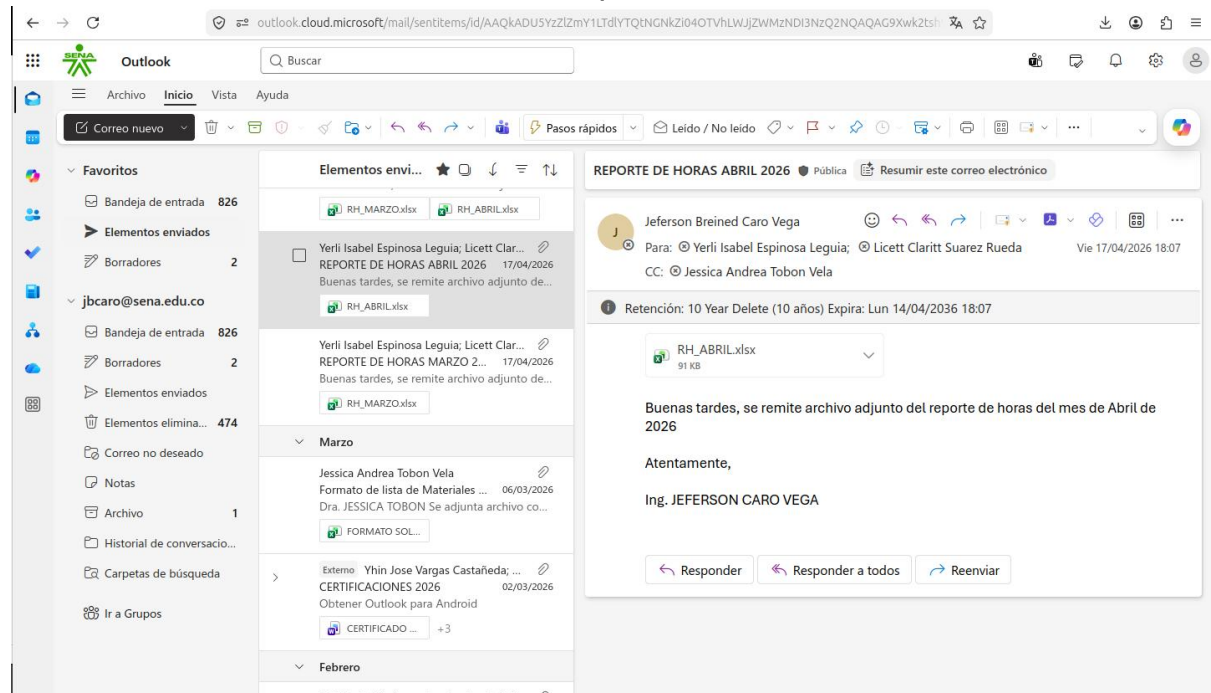 outlook.cloud.microsoft/mail/sentitems/id/
SENA
Outlook
Buscar
Archivo Inicio Vista Ayuda
Correo nuevo
Pasos rápidos
Leído / No leído
Favoritos
Bandeja de entrada 826
Elementos enviados
Borradores 2
jbcaro@sena.edu.co
Bandeja de entrada 826
Borradores 2
Elementos enviados
Elementos elimina... 474
Correo no deseado
Notas
Archivo 1
Historial de conversacio...
Carpetas de búsqueda
Ir a Grupos
Elementos envi...
RH_MARZO.xlsx RH_ABRIL.xlsx
Yerli Isabel Espinosa Leguia; Licett Clar...
REPORTE DE HORAS ABRIL 2026 17/04/2026
Buenas tardes, se remite archivo adjunto de...
RH_ABRIL.xlsx
Yerli Isabel Espinosa Leguia; Licett Clar...
REPORTE DE HORAS MARZO 2... 17/04/2026
Buenas tardes, se remite archivo adjunto de...
RH_MARZO.xlsx
Marzo
Jessica Andrea Tobon Vela
Formato de lista de Materiales ... 06/03/2026
Dra. JESSICA TOBON Se adjunta archivo co...
FORMATO SOL...
Externo Yhin Jose Vargas Castañeda; ...
CERTIFICACIONES 2026 02/03/2026
Obtener Outlook para Android
CERTIFICADO ... +3
Febrero
REPORTE DE HORAS ABRIL 2026 Pública Resumir este correo electrónico
J
Jeferson Breined Caro Vega
Para: Yerli Isabel Espinosa Leguia; Licett Claritt Suarez Rueda Vie 17/04/2026 18:07
CC: Jessica Andrea Tobon Vela
Retención: 10 Year Delete (10 años) Expira: Lun 14/04/2036 18:07
RH_ABRIL.xlsx
91 KB
Buenas tardes, se remite archivo adjunto del reporte de horas del mes de Abril de
2026
Atentamente,
Ing. JEFERSON CARO VEGA
Responder Responder a todos Reenviar